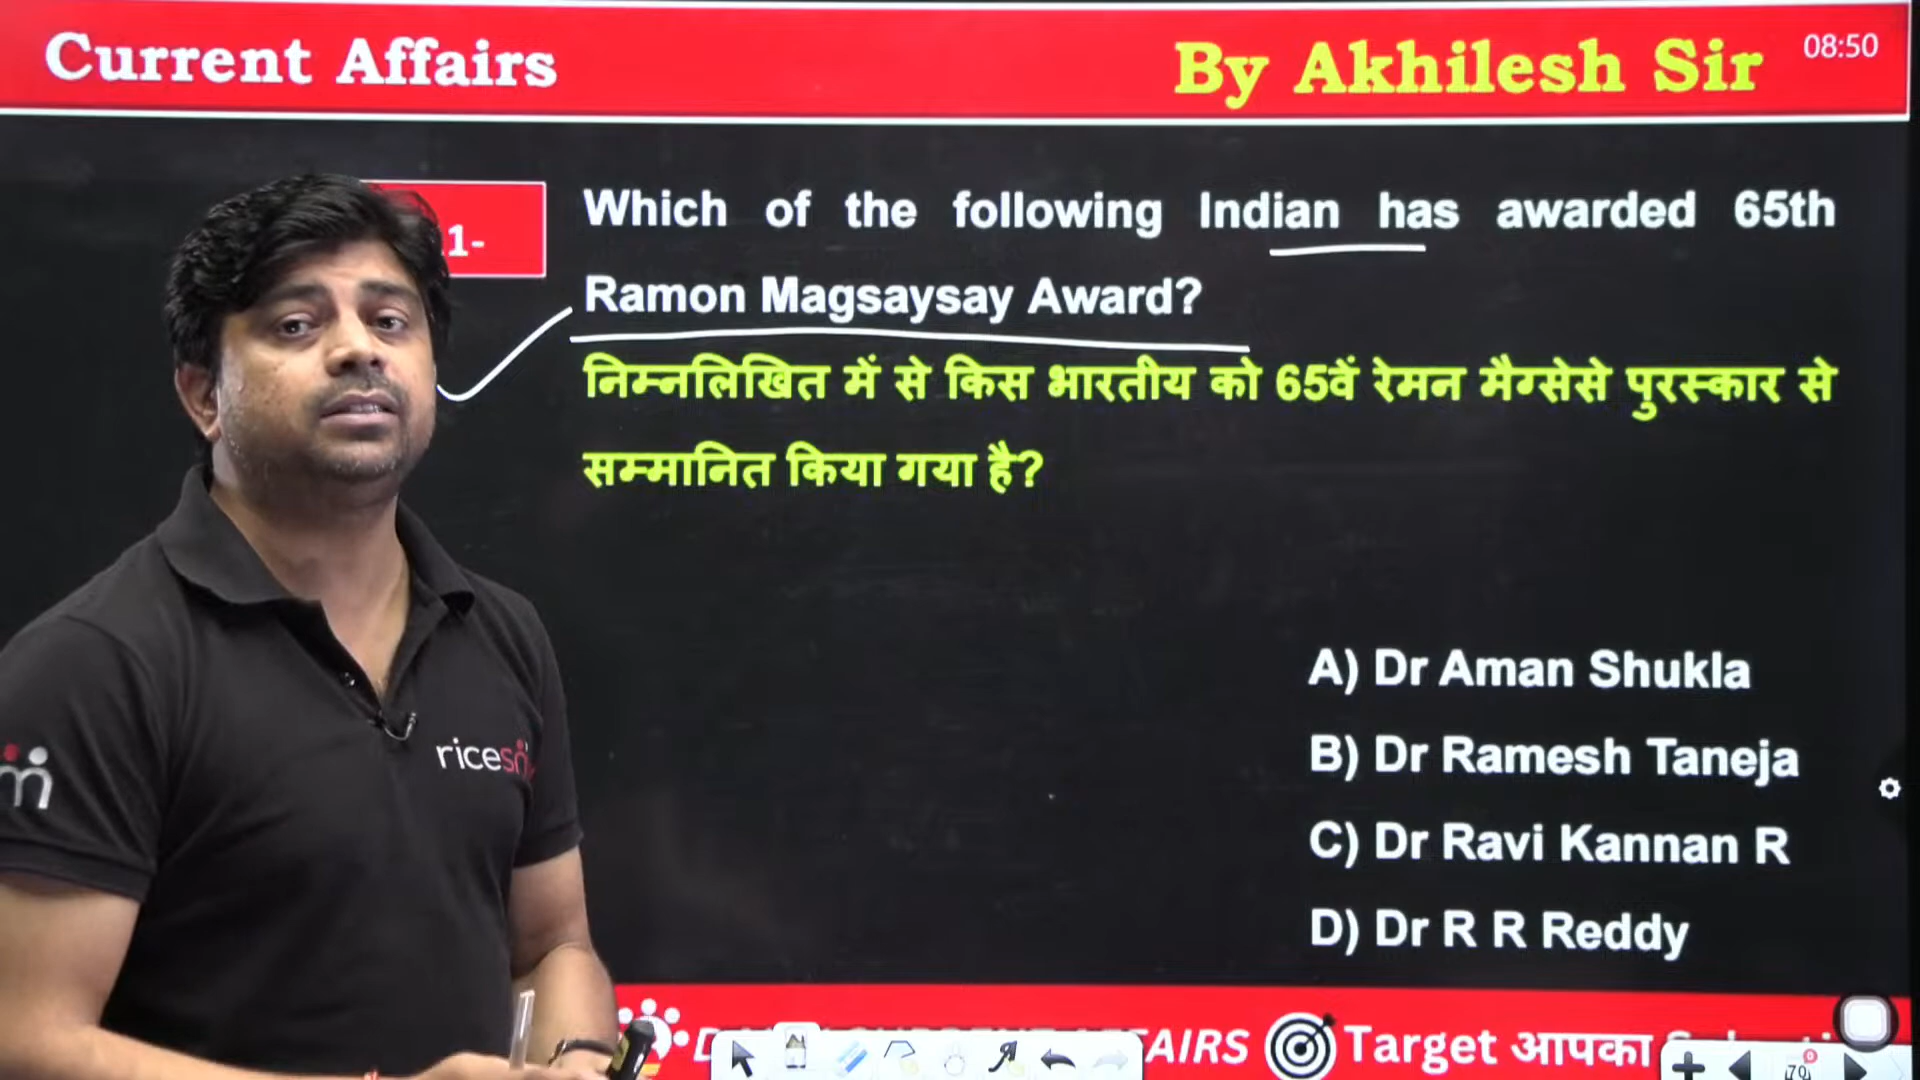 Current Affairs
By Akhilesh Sir
08:50
1-
Which of the following Indian has awarded 65th
Ramon Magsaysay Award?
निम्नलिखित में से किस भारतीय को 65वें रेमन मैग्सेसे पुरस्कार से
सम्मानित किया गया है?
A) Dr Aman Shukla
B) Dr Ramesh Taneja
C) Dr Ravi Kannan R
D) Dr R R Reddy
rices
Target आपका